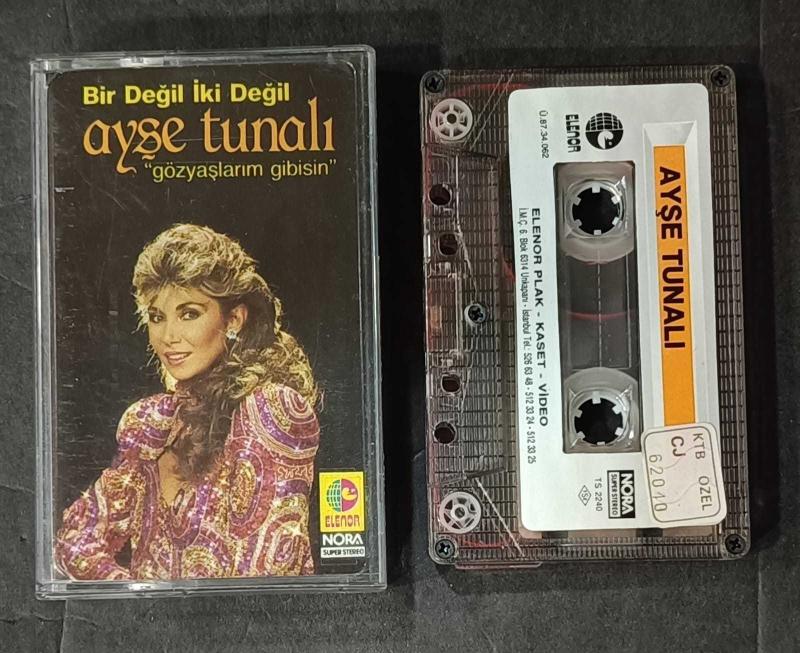 Bir Değil İki Değil
ayşe tunalı
"gözyaşlarım gibisin"
ELENOR
NORA
SUPER STEREO
AYŞE TUNALI
ELENOR
Ü.87.34.062
ELENOR PLAK - KASET - VİDEO
İ.M.Ç. 6. Blok 6314 Unkapanı - İstanbul Tel.: 526 63 48 - 512 33 24 - 512 33 25
NORA
SUPER STEREO
TS 2240
KTB ÖZEL
CJ
62010